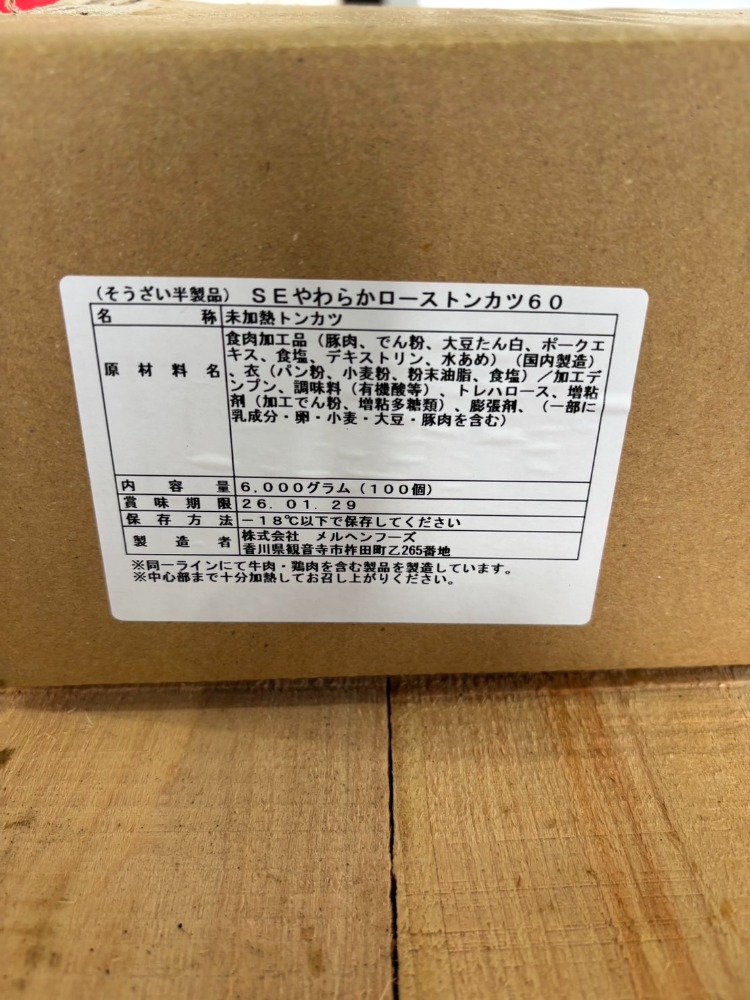 (そうざい半製品) ＳＥやわらかローストンカツ６０
名称 未加熱トンカツ
原材料名 食肉加工品（豚肉、でん粉、大豆たん白、ポークエ
キス、食塩、デキストリン、水あめ）（国内製造）
、衣（パン粉、小麦粉、粉末油脂、食塩）／加工デ
ンプン、調味料（有機酸等）、トレハロース、増粘
剤（加工でん粉、増粘多糖類）、膨張剤、（一部に
乳成分・卵・小麦・大豆・豚肉を含む）
内容量 6,000グラム（100個）
賞味期限 26. 01. 29
保存方法 －18℃以下で保存してください
製造者 株式会社 メルヘンフーズ
香川県観音寺市柞田町乙265番地
※同一ラインにて牛肉・鶏肉を含む製品を製造しています。
※中心部まで十分加熱してお召し上がりください。